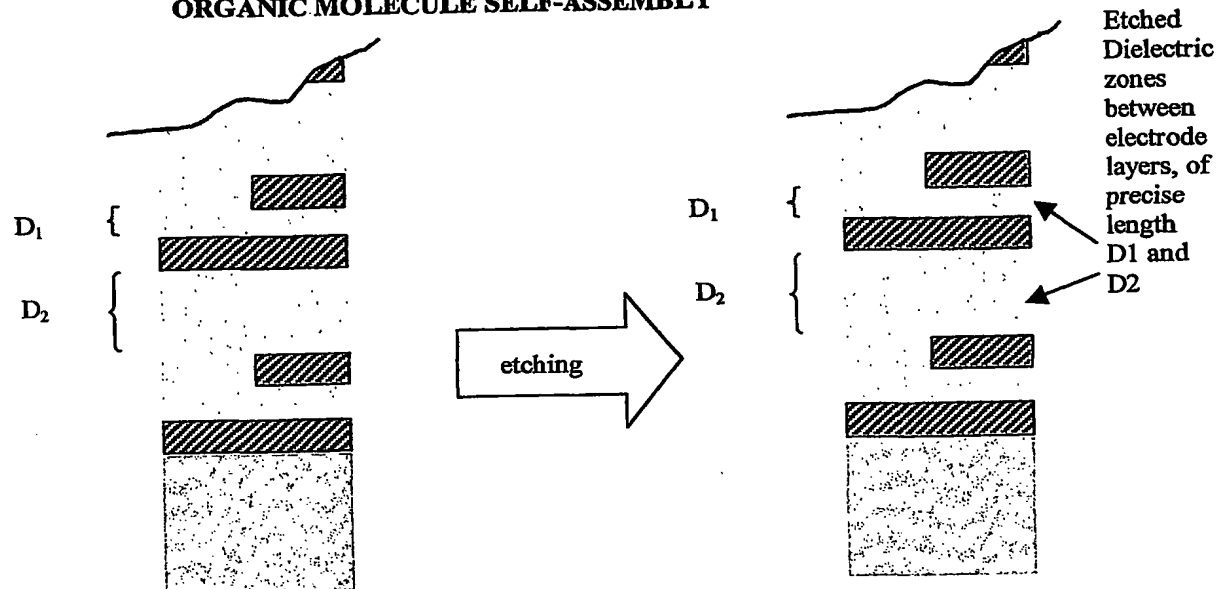 ORGANIC MOLECULE SELF-ASSEMBLY
D₁
D₂
etching
D₁
D₂
Etched
Dielectric
zones
between
electrode
layers, of
precise
length
D1 and
D2